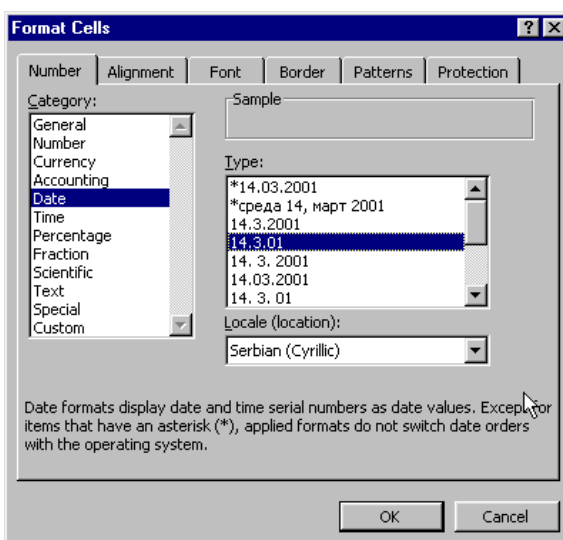 Format Cells
Number Alignment Font Border Patterns Protection
Category:
General
Number
Currency
Accounting
Date
Time
Percentage
Fraction
Scientific
Text
Special
Custom
Sample
Type:
*14.03.2001
*среда 14, март 2001
14.3.2001
14.3.01
14. 3. 2001
14.03.2001
14. 3. 01
Locale (location):
Serbian (Cyrillic)
Date formats display date and time serial numbers as date values. Except for
items that have an asterisk (*), applied formats do not switch date orders
with the operating system.
OK Cancel